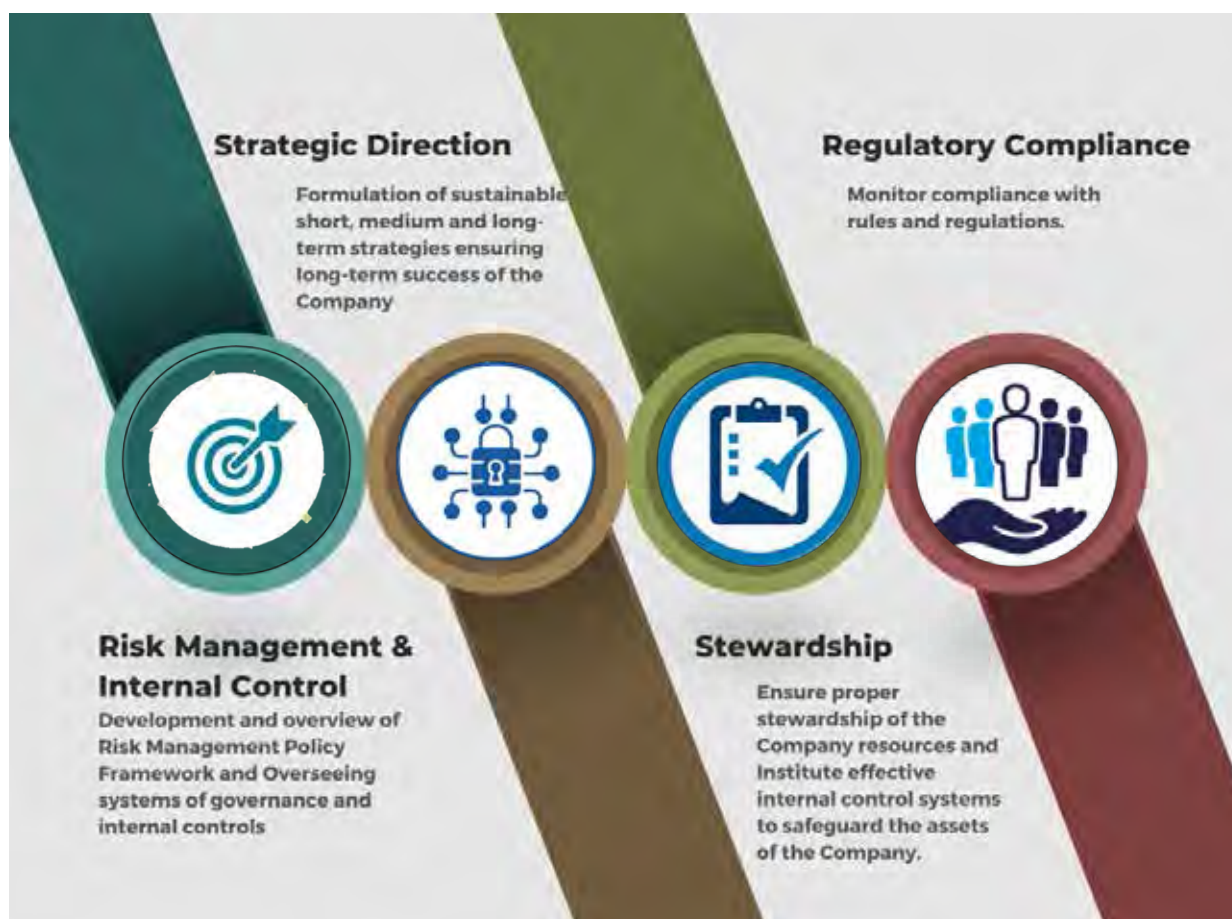 Strategic Direction
Formulation of sustainable
short, medium and long-
term strategies ensuring
long-term success of the
Company
Regulatory Compliance
Monitor compliance with
rules and regulations.
Risk Management &
Internal Control
Development and overview of
Risk Management Policy
Framework and Overseeing
systems of governance and
internal controls
Stewardship
Ensure proper
stewardship of the
Company resources and
Institute effective
internal control systems
to safeguard the assets
of the Company.